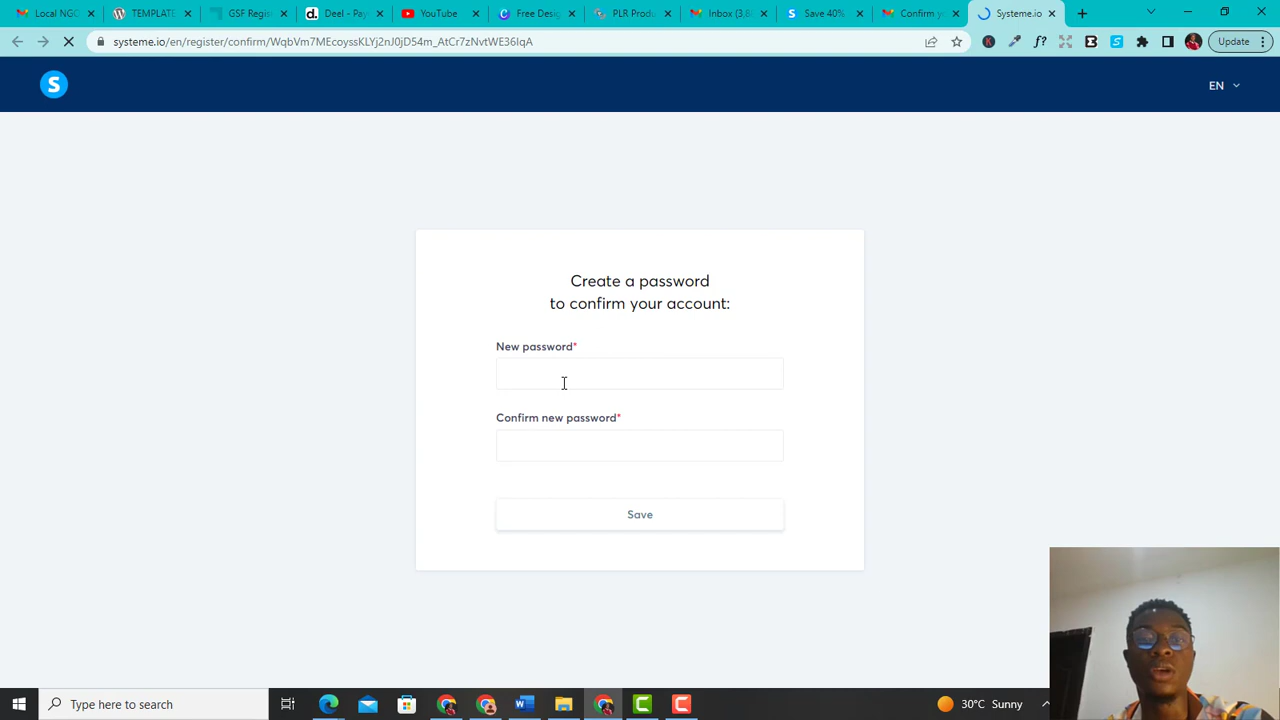 Local NGO
TEMPLATE
GSF Regis
Deel - Pay
YouTube
Free Desig
PLR Produ
Inbox (3,8
Save 40%
Confirm yo
Systeme.io
systeme.io/en/register/confirm/WqbVm7MEcoyssKLYj2nJ0jD54m_AtCr7zNvtWE36IqA
Update
S
EN
Create a password
to confirm your account:
New password*
Confirm new password*
Save
Type here to search
30°C Sunny